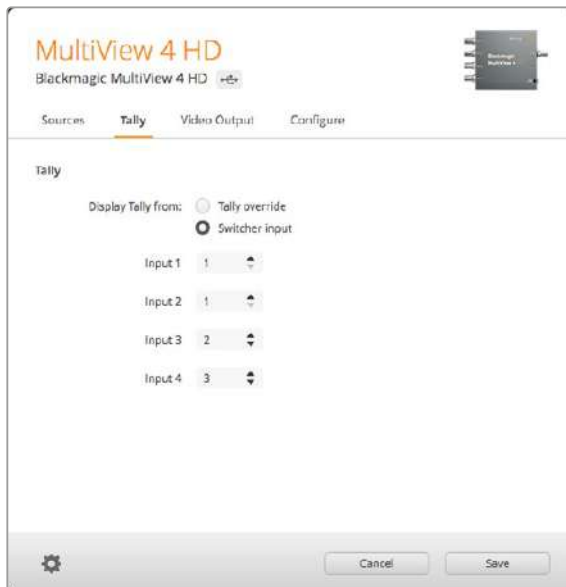 MultiView 4 HD
Blackmagic MultiView 4 HD
Sources Tally Video Output Configure
Tally
Display Tally from: Tally override
Switcher input
Input 1 1
Input 2 1
Input 3 2
Input 4 3
Cancel Save